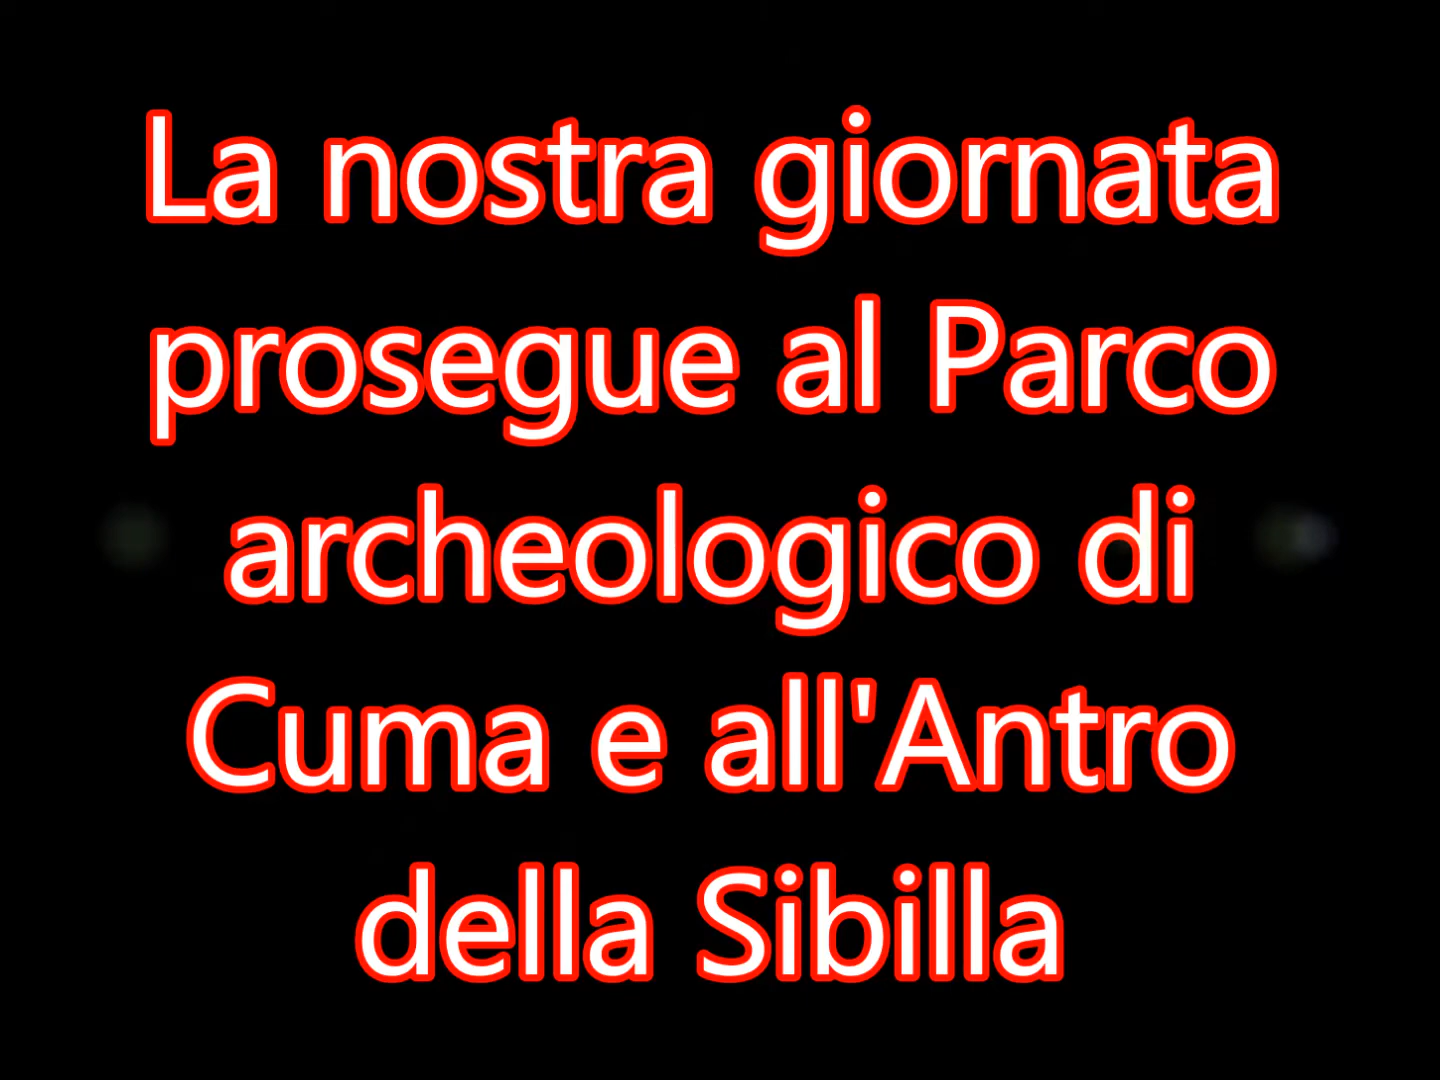 La nostra giornata
prosegue al Parco
archeologico di
Cuma e all'Antro
della Sibilla